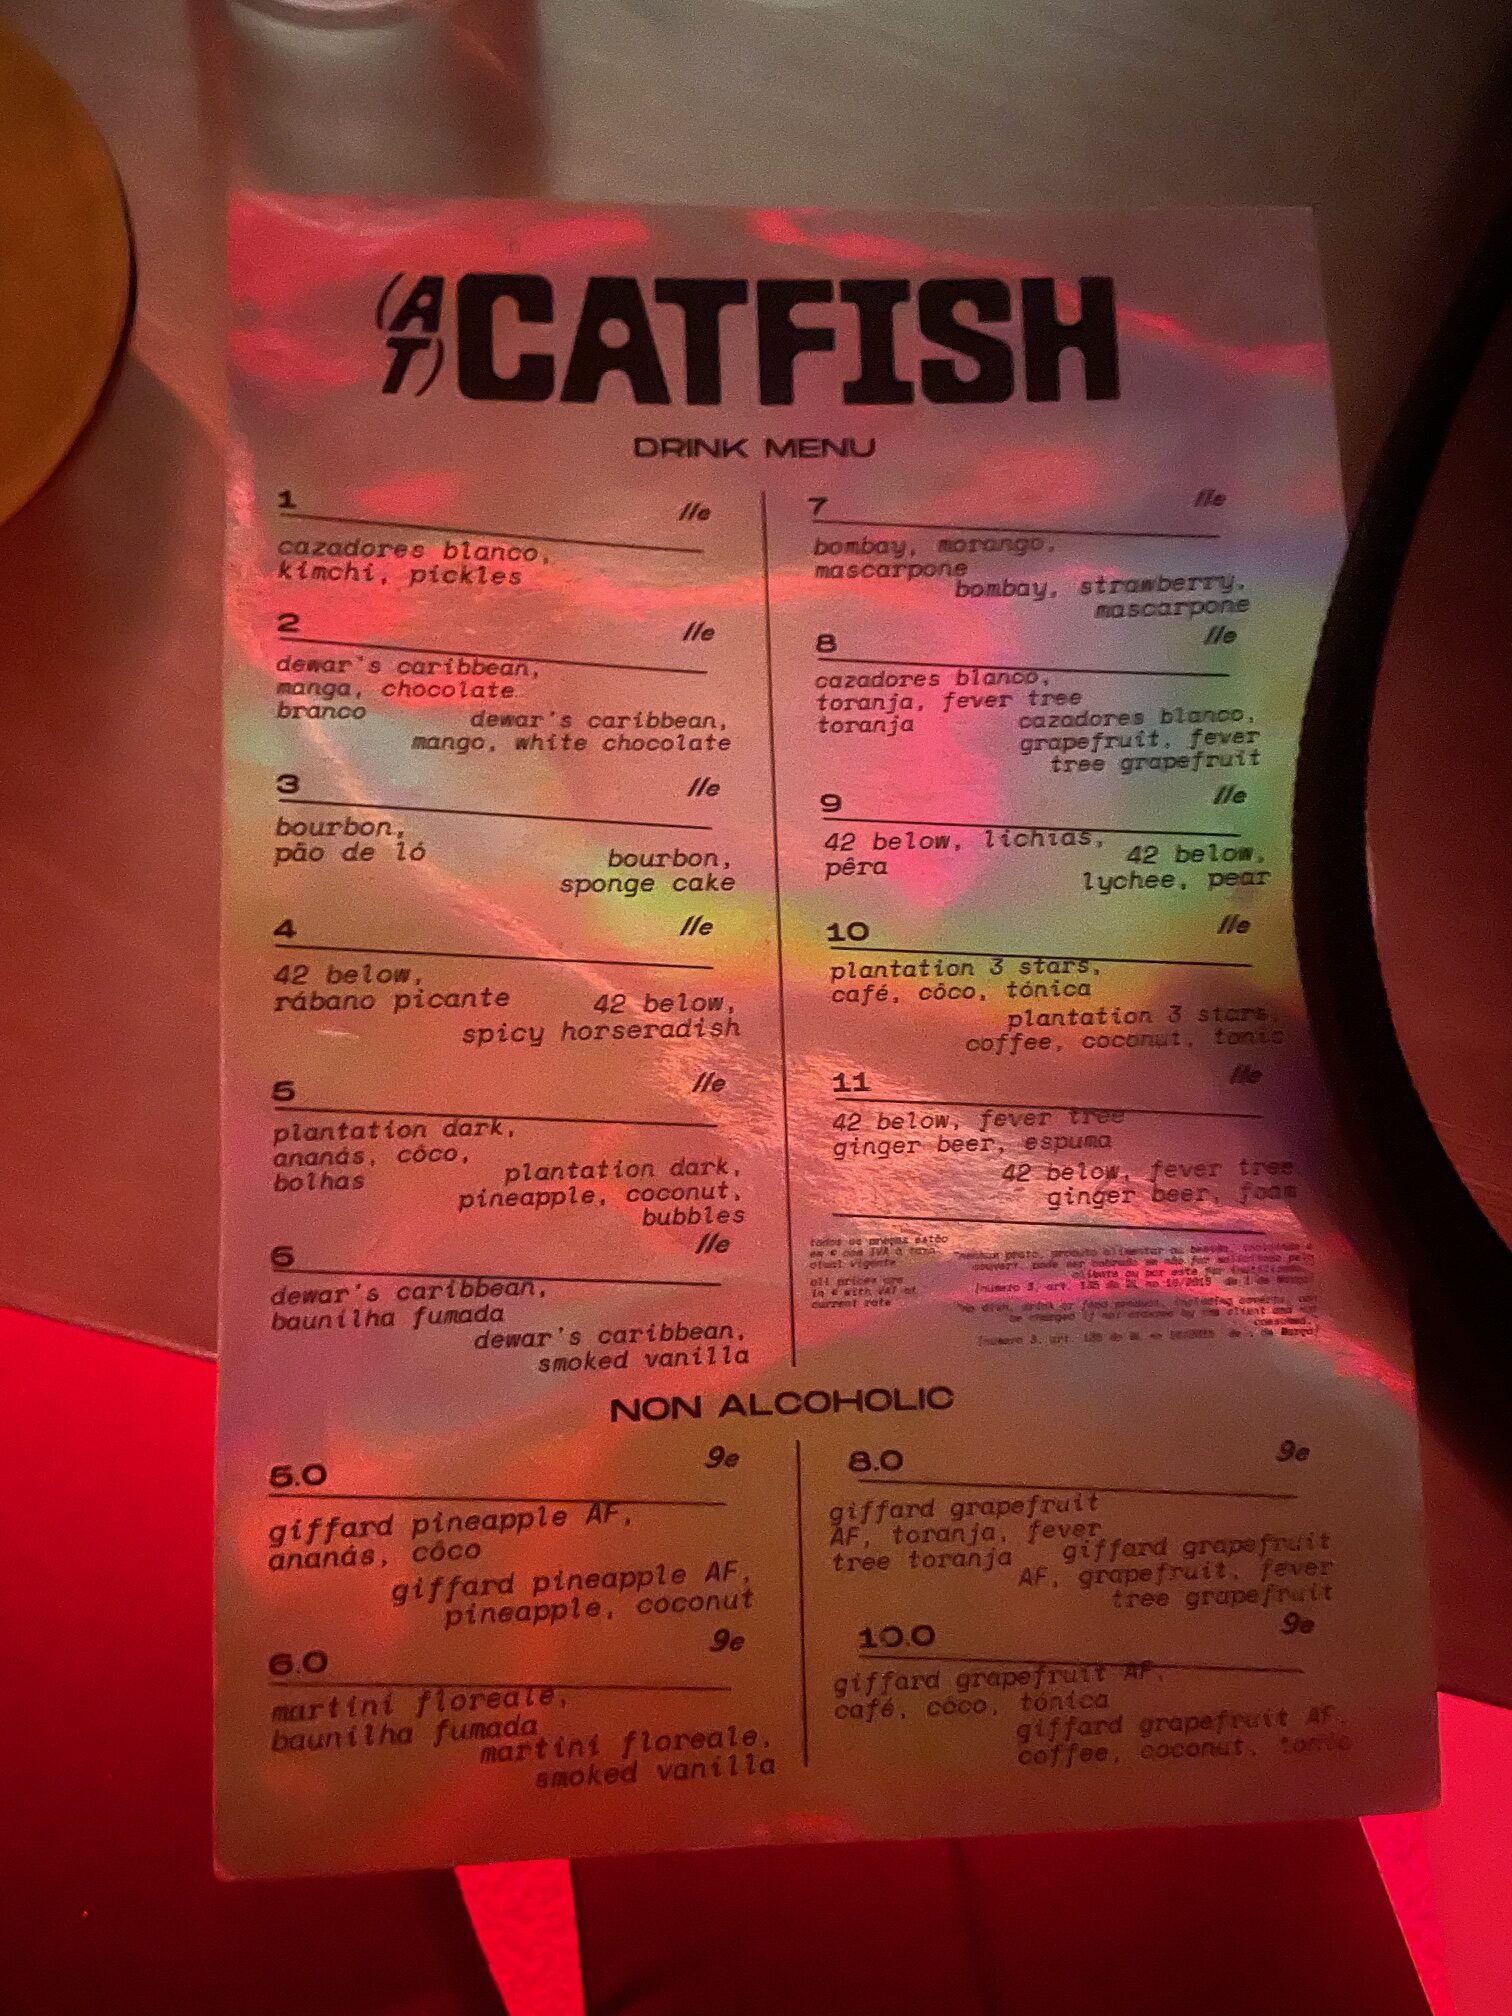 (AT) CATFISH
DRINK MENU
1
11e
cazadores blanco,
kimchi, pickles
2
11e
dewar's caribbean,
manga, chocolate
branco
dewar's caribbean,
mango, white chocolate
3
11e
bourbon,
pão de ló
bourbon,
sponge cake
4
11e
42 below,
rábano picante
42 below,
spicy horseradish
5
11e
plantation dark,
ananás, côco,
bolhas
plantation dark,
pineapple, coconut,
bubbles
6
11e
dewar's caribbean,
baunilha fumada
dewar's caribbean,
smoked vanilla
7
11e
bombay, morango,
mascarpone
bombay, strawberry,
mascarpone
8
11e
cazadores blanco,
toranja, fever tree
toranja
cazadores blanco,
grapefruit, fever
tree grapefruit
9
11e
42 below, lichias,
pêra
42 below,
lychee, pear
10
11e
plantation 3 stars,
café, côco, tónica
plantation 3 stars,
coffee, coconut, tonic
11
11e
42 below, fever tree
ginger beer, espuma
42 below, fever tree
ginger beer, foam
all prices are
in € with VAT at
current rate
NON ALCOHOLIC
5.0
9e
giffard pineapple AF,
ananás, côco
giffard pineapple AF,
pineapple, coconut
6.0
9e
martini floreale,
baunilha fumada
martini floreale,
smoked vanilla
8.0
9e
giffard grapefruit
AF, toranja, fever
tree toranja
giffard grapefruit
AF, grapefruit, fever
tree grapefruit
10.0
9e
giffard grapefruit AF,
café, côco, tónica
giffard grapefruit AF,
coffee, coconut, tonic